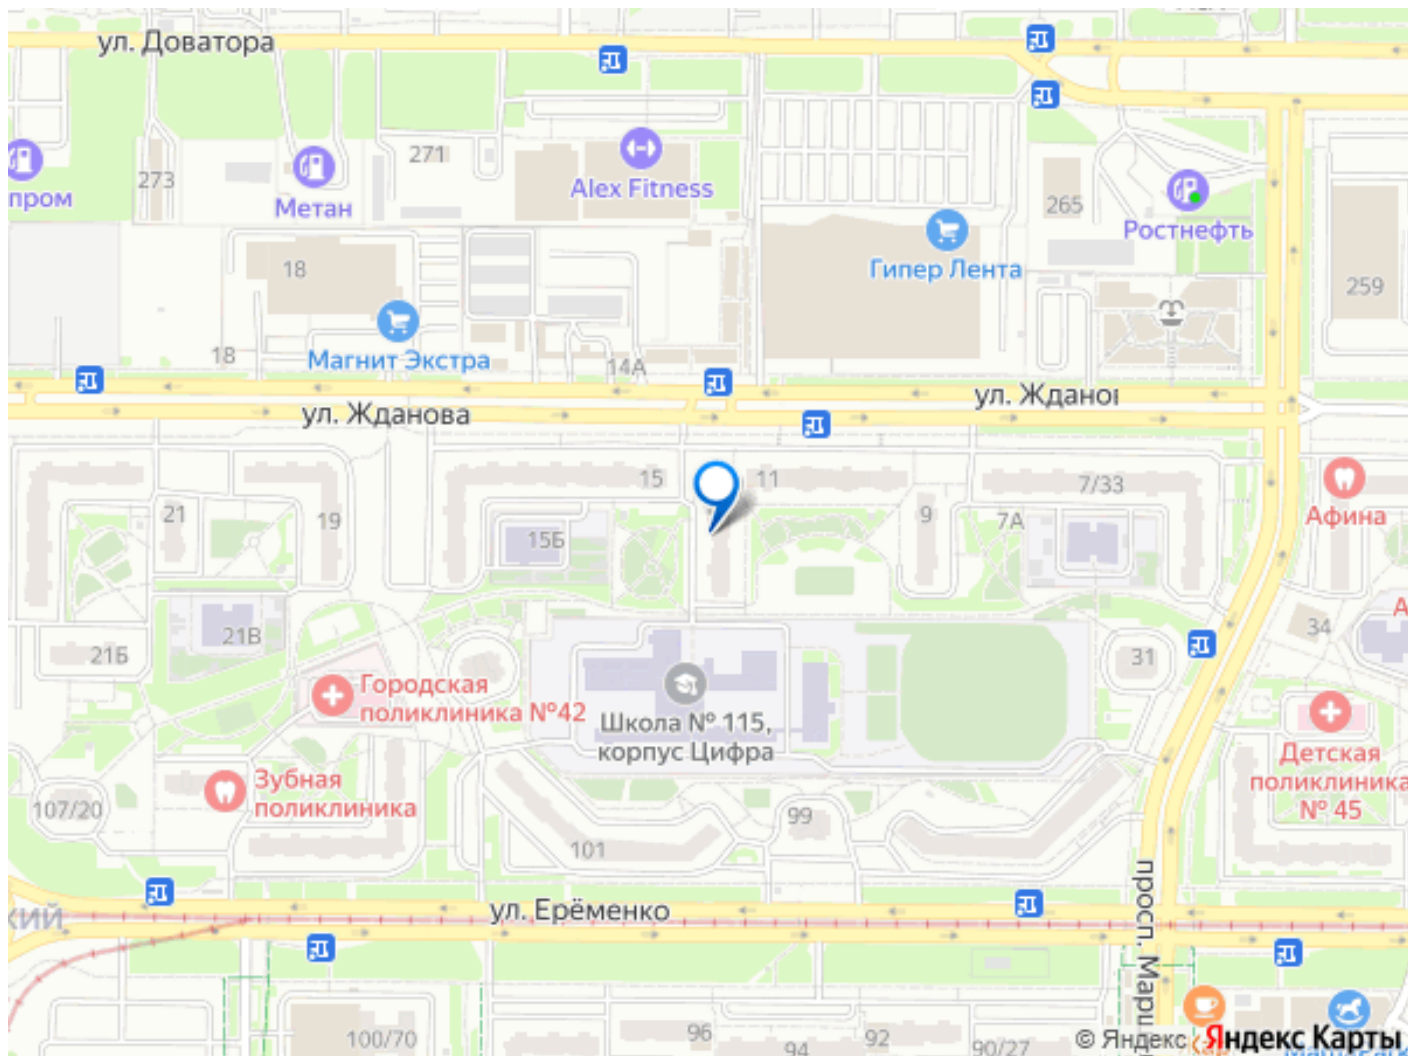 ул. Доватора
271
273
пром
Метан
Alex Fitness
265
Ростнефть
18
Гипер Лента
259
18
Магнит Экстра
14А
ул. Жданова
ул. Жданов
15
11
7/33
21
19
15Б
9
7А
Афина
21В
21Б
34
31
Городская
поликлиника №42
Школа № 115,
корпус Цифра
Детская
поликлиника
№ 45
Зубная
поликлиника
107/20
99
101
просп. Марш
кий
ул. Ерёменко
100/70
96
94
92
90/27
© Яндекс
Яндекс Карты